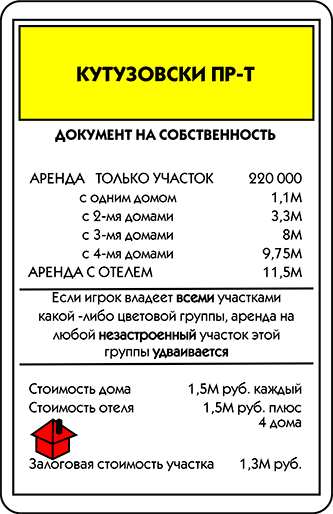 КУТУЗОВСКИ ПР-Т
ДОКУМЕНТ НА СОБСТВЕННОСТЬ
АРЕНДА ТОЛЬКО УЧАСТОК 220 000
с одним домом 1,1М
с 2-мя домами 3,3М
с 3-мя домами 8М
с 4-мя домами 9,75М
АРЕНДА С ОТЕЛЕМ 11,5М
Если игрок владеет всеми участками
какой -либо цветовой группы, аренда на
любой незастроенный участок этой
группы удваивается
Стоимость дома 1,5М руб. каждый
Стоимость отеля 1,5М руб. плюс
4 дома
Залоговая стоимость участка 1,3М руб.